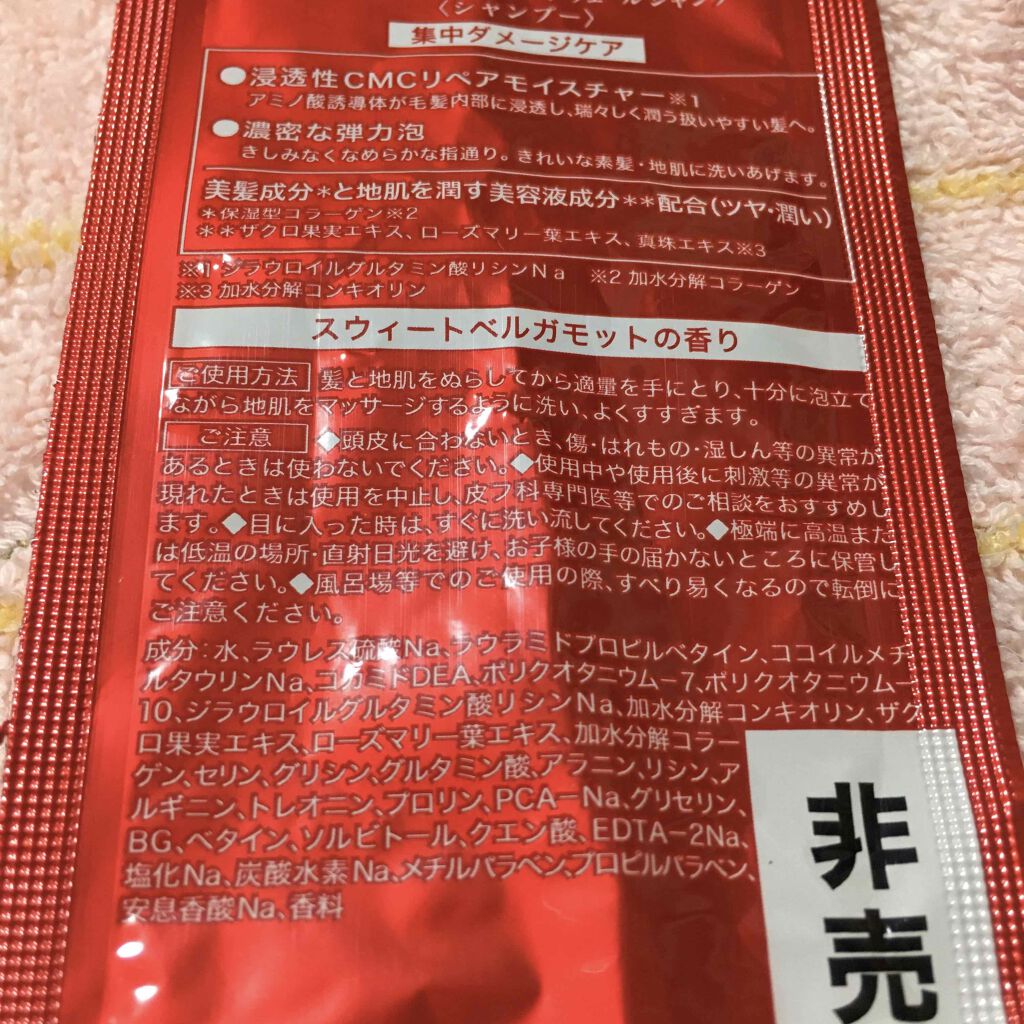 〈シャンプー〉
集中ダメージケア
●浸透性CMCリペアモイスチャー※1
アミノ酸誘導体が毛髪内部に浸透し、瑞々しく潤う扱いやすい髪へ。
●濃密な弾力泡
きしみなくなめらかな指通り。きれいな素髪・地肌に洗いあげます。
美髪成分*と地肌を潤す美容液成分**配合(ツヤ・潤い)
*保湿型コラーゲン※2
**ザクロ果実エキス、ローズマリー葉エキス、真珠エキス※3
※1・ジラウロイルグルタミン酸リシンNa ※2 加水分解コラーゲン
※3 加水分解コンキオリン
スウィートベルガモットの香り
ご使用方法 髪と地肌をぬらしてから適量を手にとり、十分に泡立て
ながら地肌をマッサージするように洗い、よくすすぎます。
ご注意 ◆頭皮に合わないとき、傷・はれもの・湿しん等の異常が
あるときは使わないでください。◆使用中や使用後に刺激等の異常が
現れたときは使用を中止し、皮フ科専門医等でのご相談をおすすめし
ます。◆目に入った時は、すぐに洗い流してください。◆極端に高温また
は低温の場所・直射日光を避け、お子様の手の届かないところに保管し
てください。◆風呂場等でのご使用の際、すべり易くなるので転倒に
ご注意ください。
成分:水、ラウレス硫酸Na、ラウラミドプロピルベタイン、ココイルメチ
ルタウリンNa、コカミドDEA、ポリクオタニウム-7、ポリクオタニウム-
10、ジラウロイルグルタミン酸リシンNa、加水分解コンキオリン、ザク
ロ果実エキス、ローズマリー葉エキス、加水分解コラー
ゲン、セリン、グリシン、グルタミン酸、アラニン、リシン、ア
ルギニン、トレオニン、プロリン、PCA-Na、グリセリン、
BG、ベタイン、ソルビトール、クエン酸、EDTA-2Na、
塩化Na、炭酸水素Na、メチルパラベン、プロピルパラベン、
安息香酸Na、香料
非売